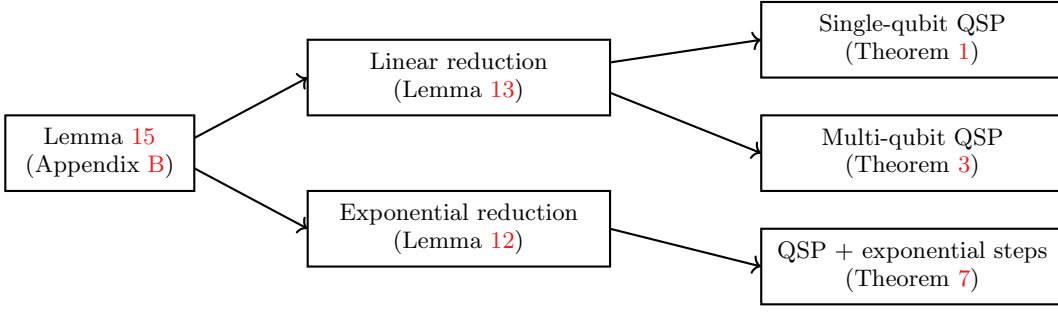 Lemma 15
(Appendix B)
Linear reduction
(Lemma 13)
Exponential reduction
(Lemma 12)
Single-qubit QSP
(Theorem 1)
Multi-qubit QSP
(Theorem 3)
QSP + exponential steps
(Theorem 7)